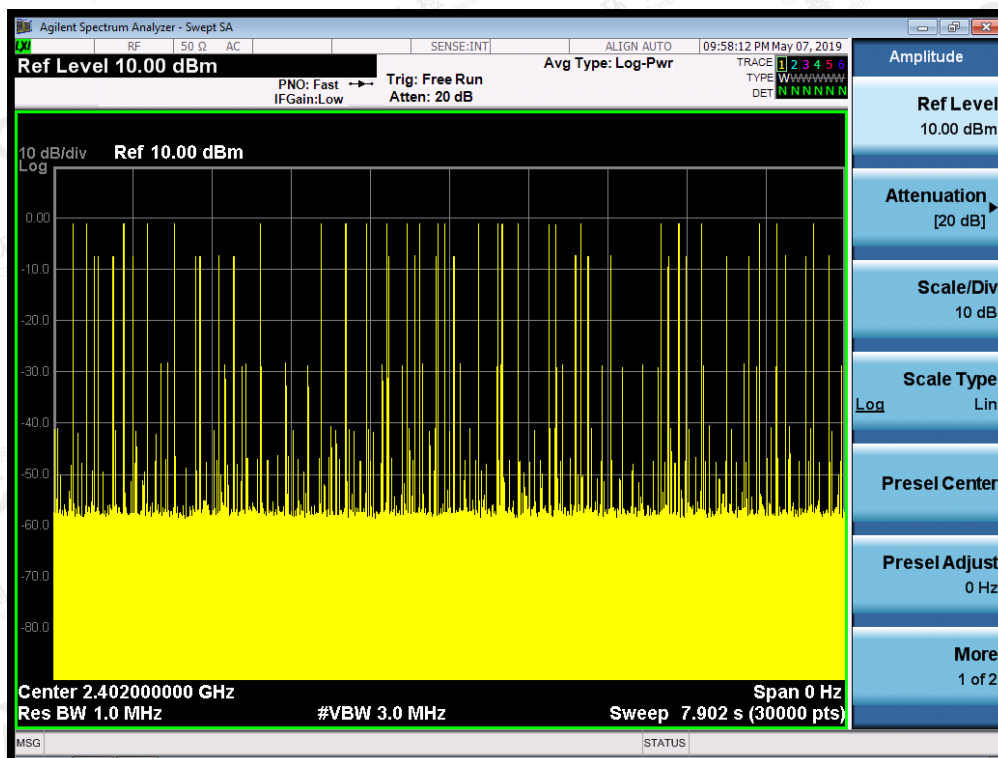 Agilent Spectrum Analyzer - Swept SA
LXI RF 50 Ω AC SENSE:INT ALIGN AUTO 09:58:12 PM May 07, 2019
Ref Level 10.00 dBm
PNO: Fast
IFGain:Low
Trig: Free Run
Atten: 20 dB
Avg Type: Log-Pwr
TRACE 1 2 3 4 5 6
TYPE WWWWWW
DET N N N N N N
10 dB/div Ref 10.00 dBm
Log
0.00
-10.0
-20.0
-30.0
-40.0
-50.0
-60.0
-70.0
-80.0
Center 2.402000000 GHz Span 0 Hz
Res BW 1.0 MHz #VBW 3.0 MHz Sweep 7.902 s (30000 pts)
MSG STATUS
Amplitude
Ref Level
10.00 dBm
Attenuation
[20 dB]
Scale/Div
10 dB
Scale Type
Log Lin
Presel Center
Presel Adjust
0 Hz
More
1 of 2